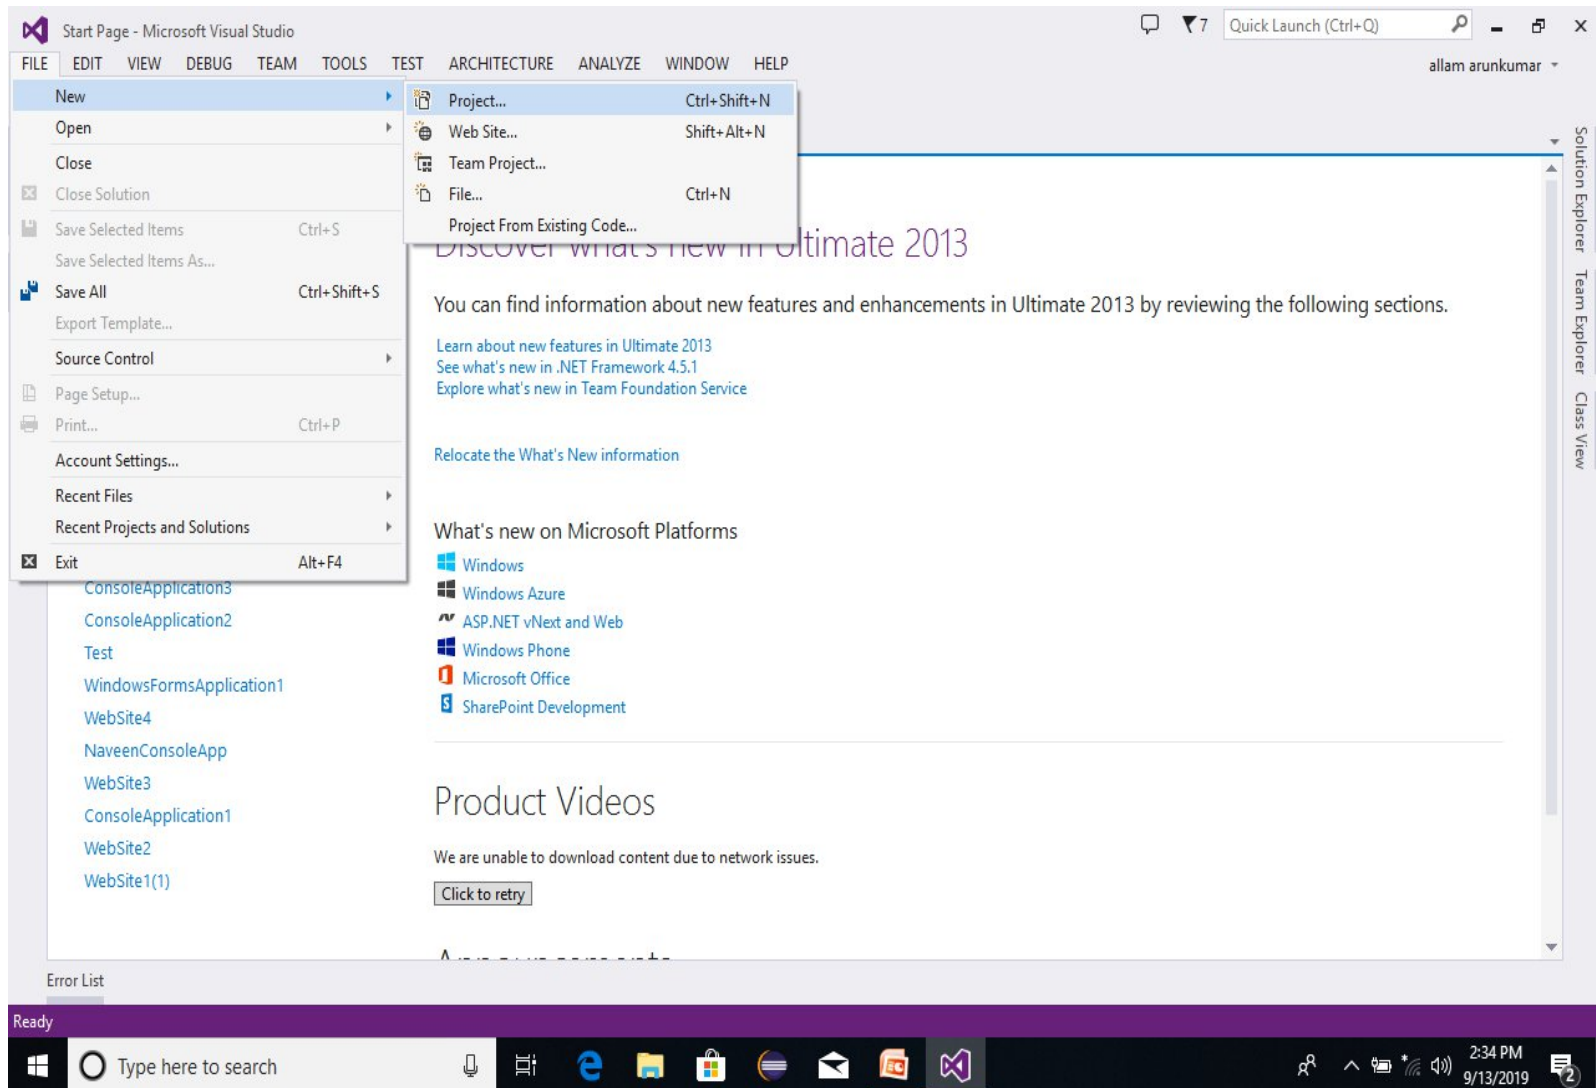 Start Page - Microsoft Visual Studio
7
Quick Launch (Ctrl+Q)
FILE EDIT VIEW DEBUG TEAM TOOLS TEST ARCHITECTURE ANALYZE WINDOW HELP
allam arunkumar
New
Open
Close
Close Solution
Save Selected Items Ctrl+S
Save Selected Items As...
Save All Ctrl+Shift+S
Export Template...
Source Control
Page Setup...
Print... Ctrl+P
Account Settings...
Recent Files
Recent Projects and Solutions
Exit Alt+F4
Project... Ctrl+Shift+N
Web Site... Shift+Alt+N
Team Project...
File... Ctrl+N
Project From Existing Code...
ConsoleApplication3
ConsoleApplication2
Test
WindowsFormsApplication1
WebSite4
NaveenConsoleApp
WebSite3
ConsoleApplication1
WebSite2
WebSite1(1)
Discover what's new in Ultimate 2013
You can find information about new features and enhancements in Ultimate 2013 by reviewing the following sections.
Learn about new features in Ultimate 2013
See what's new in .NET Framework 4.5.1
Explore what's new in Team Foundation Service
Relocate the What's New information
What's new on Microsoft Platforms
Windows
Windows Azure
ASP.NET vNext and Web
Windows Phone
Microsoft Office
SharePoint Development
Product Videos
We are unable to download content due to network issues.
Click to retry
Announcements
Solution Explorer
Team Explorer
Class View
Error List
Ready
Type here to search
2:34 PM
9/13/2019
2